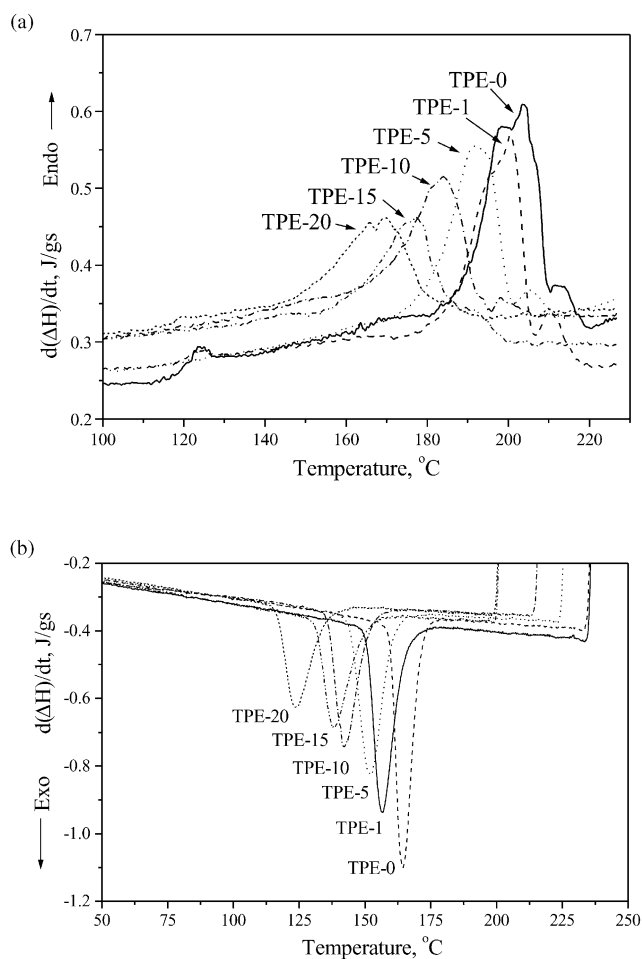 (a)
0.7
0.6
0.5
0.4
0.3
0.2
Endo
d(ΔH)/dt, J/gs
TPE-0
TPE-1
TPE-5
TPE-10
TPE-15
TPE-20
100 120 140 160 180 200 220
Temperature, °C
(b)
-0.2
-0.4
-0.6
-0.8
-1.0
-1.2
Exo
d(ΔH)/dt, J/gs
TPE-20
TPE-15
TPE-10
TPE-5
TPE-1
TPE-0
50 75 100 125 150 175 200 225 250
Temperature, °C